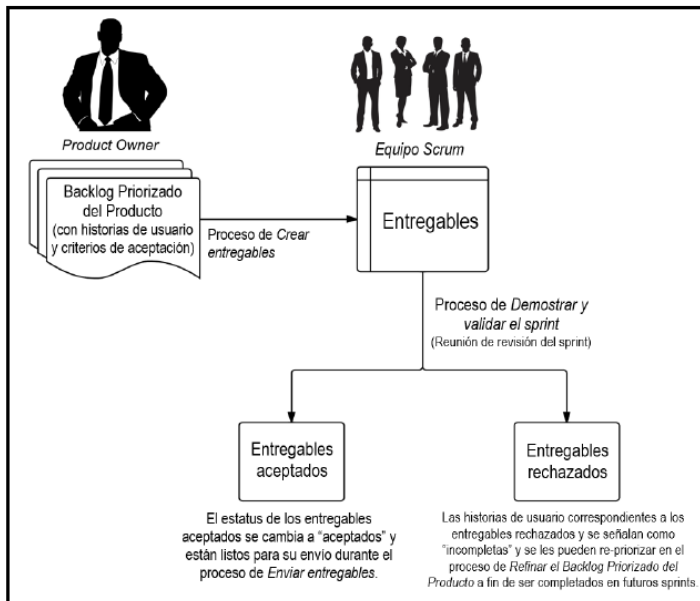 Product Owner
Equipo Scrum
Backlog Priorizado
del Producto
(con historias de usuario
y criterios de aceptación)
Proceso de Crear
entregables
Entregables
Proceso de Demostrar y
validar el sprint
(Reunión de revisión del sprint)
Entregables
aceptados
Entregables
rechazados
El estatus de los entregables
aceptados se cambia a “aceptados” y
están listos para su envío durante el
proceso de Enviar entregables.
Las historias de usuario correspondientes a los
entregables rechazados y se señalan como
“incompletas” y se les pueden re-priorizar en el
proceso de Refinar el Backlog Priorizado del
Producto a fin de ser completados en futuros sprints.